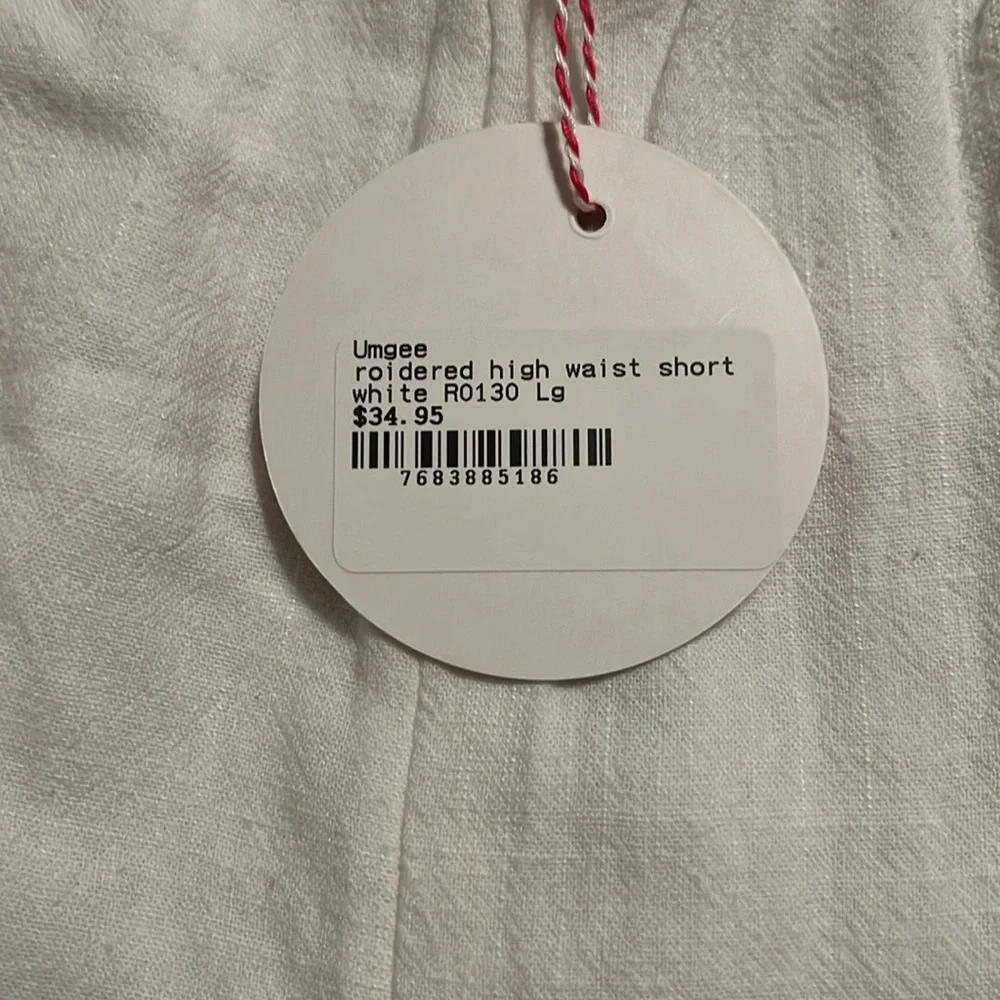 Umgee
roidered high waist short
white R0130 Lg
$34.95
7683885186